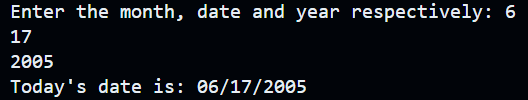 Enter the month, date and year respectively: 6
17
2005
Today's date is: 06/17/2005